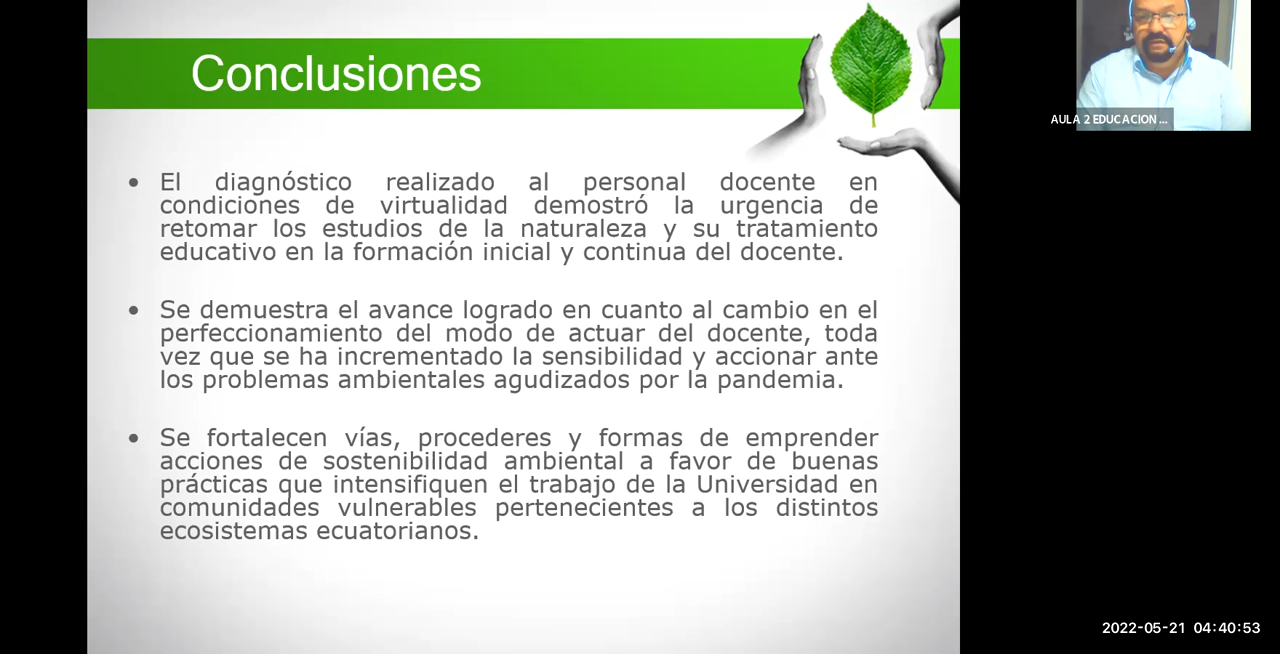 Conclusiones
• El diagnóstico realizado al personal docente en
condiciones de virtualidad demostró la urgencia de
retomar los estudios de la naturaleza y su tratamiento
educativo en la formación inicial y continua del docente.
• Se demuestra el avance logrado en cuanto al cambio en el
perfeccionamiento del modo de actuar del docente, toda
vez que se ha incrementado la sensibilidad y accionar ante
los problemas ambientales agudizados por la pandemia.
• Se fortalecen vías, procederes y formas de emprender
acciones de sostenibilidad ambiental a favor de buenas
prácticas que intensifiquen el trabajo de la Universidad en
comunidades vulnerables pertenecientes a los distintos
ecosistemas ecuatorianos.
AULA 2 EDUCACION ...
2022-05-21 04:40:53